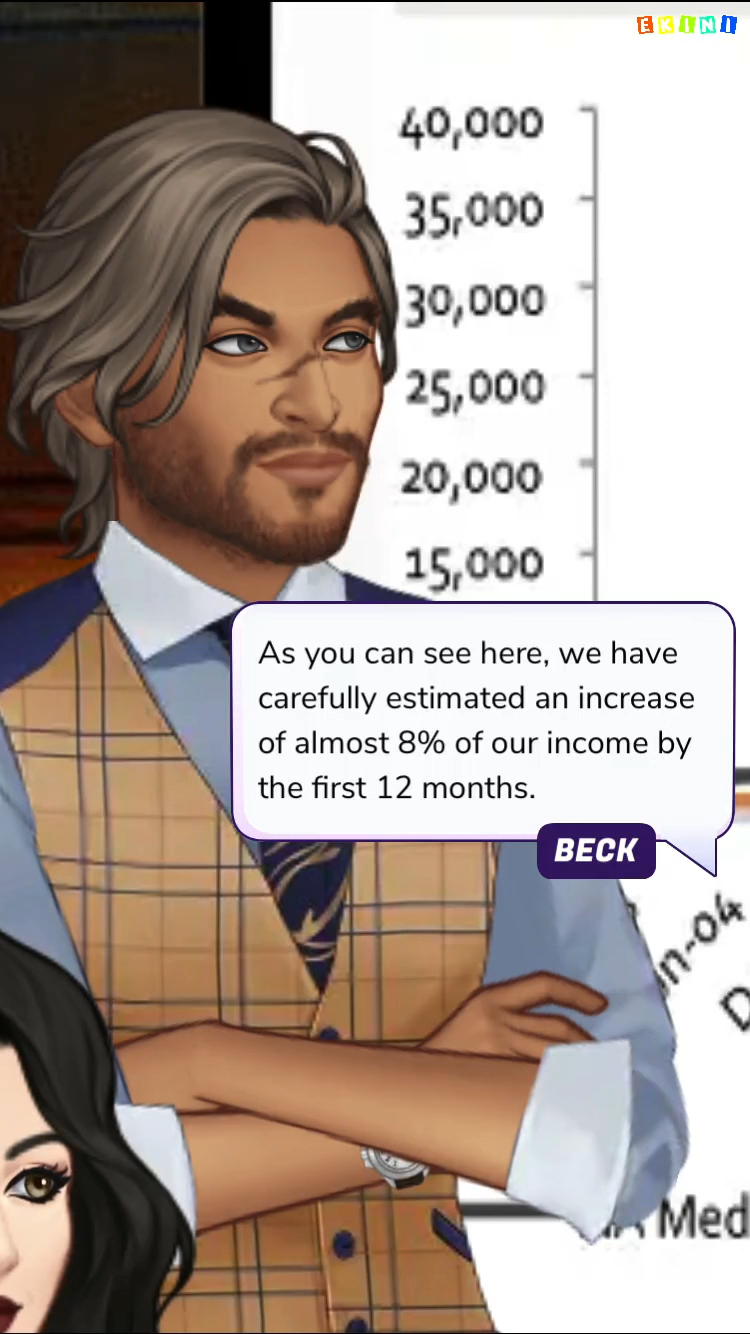 EKINI
40,000
35,000
30,000
25,000
20,000
15,000
As you can see here, we have
carefully estimated an increase
of almost 8% of our income by
the first 12 months.
BECK